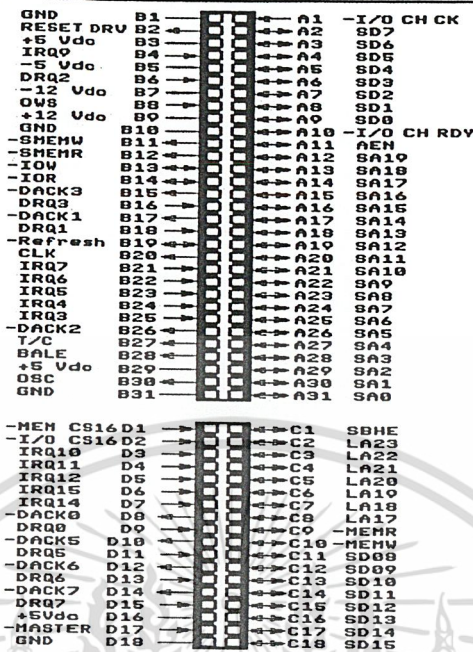 GND B1 A1 -I/O CH CK
RESET DRV B2 A2 SD7
+5 Vdo B3 A3 SD6
IRQ9 B4 A4 SD5
-5 Vdo B5 A5 SD4
DRQ2 B6 A6 SD3
-12 Vdo B7 A7 SD2
OWS B8 A8 SD1
+12 Vdo B9 A9 SD0
GND B10 A10 -I/O CH RDY
-SMEMW B11 A11 AEN
-SMEMR B12 A12 SA19
-IOW B13 A13 SA18
-IOR B14 A14 SA17
-DACK3 B15 A15 SA16
DRQ3 B16 A16 SA15
-DACK1 B17 A17 SA14
DRQ1 B18 A18 SA13
-Refresh B19 A19 SA12
CLK B20 A20 SA11
IRQ7 B21 A21 SA10
IRQ6 B22 A22 SA9
IRQ5 B23 A23 SA8
IRQ4 B24 A24 SA7
IRQ3 B25 A25 SA6
-DACK2 B26 A26 SA5
T/C B27 A27 SA4
BALE B28 A28 SA3
+5 Vdo B29 A29 SA2
OSC B30 A30 SA1
GND B31 A31 SA0
-MEM CS16 D1 C1 SBHE
-I/O CS16 D2 C2 LA23
IRQ10 D3 C3 LA22
IRQ11 D4 C4 LA21
IRQ12 D5 C5 LA20
IRQ15 D6 C6 LA19
IRQ14 D7 C7 LA18
-DACK0 D8 C8 LA17
DRQ0 D9 C9 -MEMR
-DACK5 D10 C10 -MEMW
DRQ5 D11 C11 SD08
-DACK6 D12 C12 SD09
DRQ6 D13 C13 SD10
-DACK7 D14 C14 SD11
DRQ7 D15 C15 SD12
+5Vdo D16 C16 SD13
-MASTER D17 C17 SD14
GND D18 C18 SD15